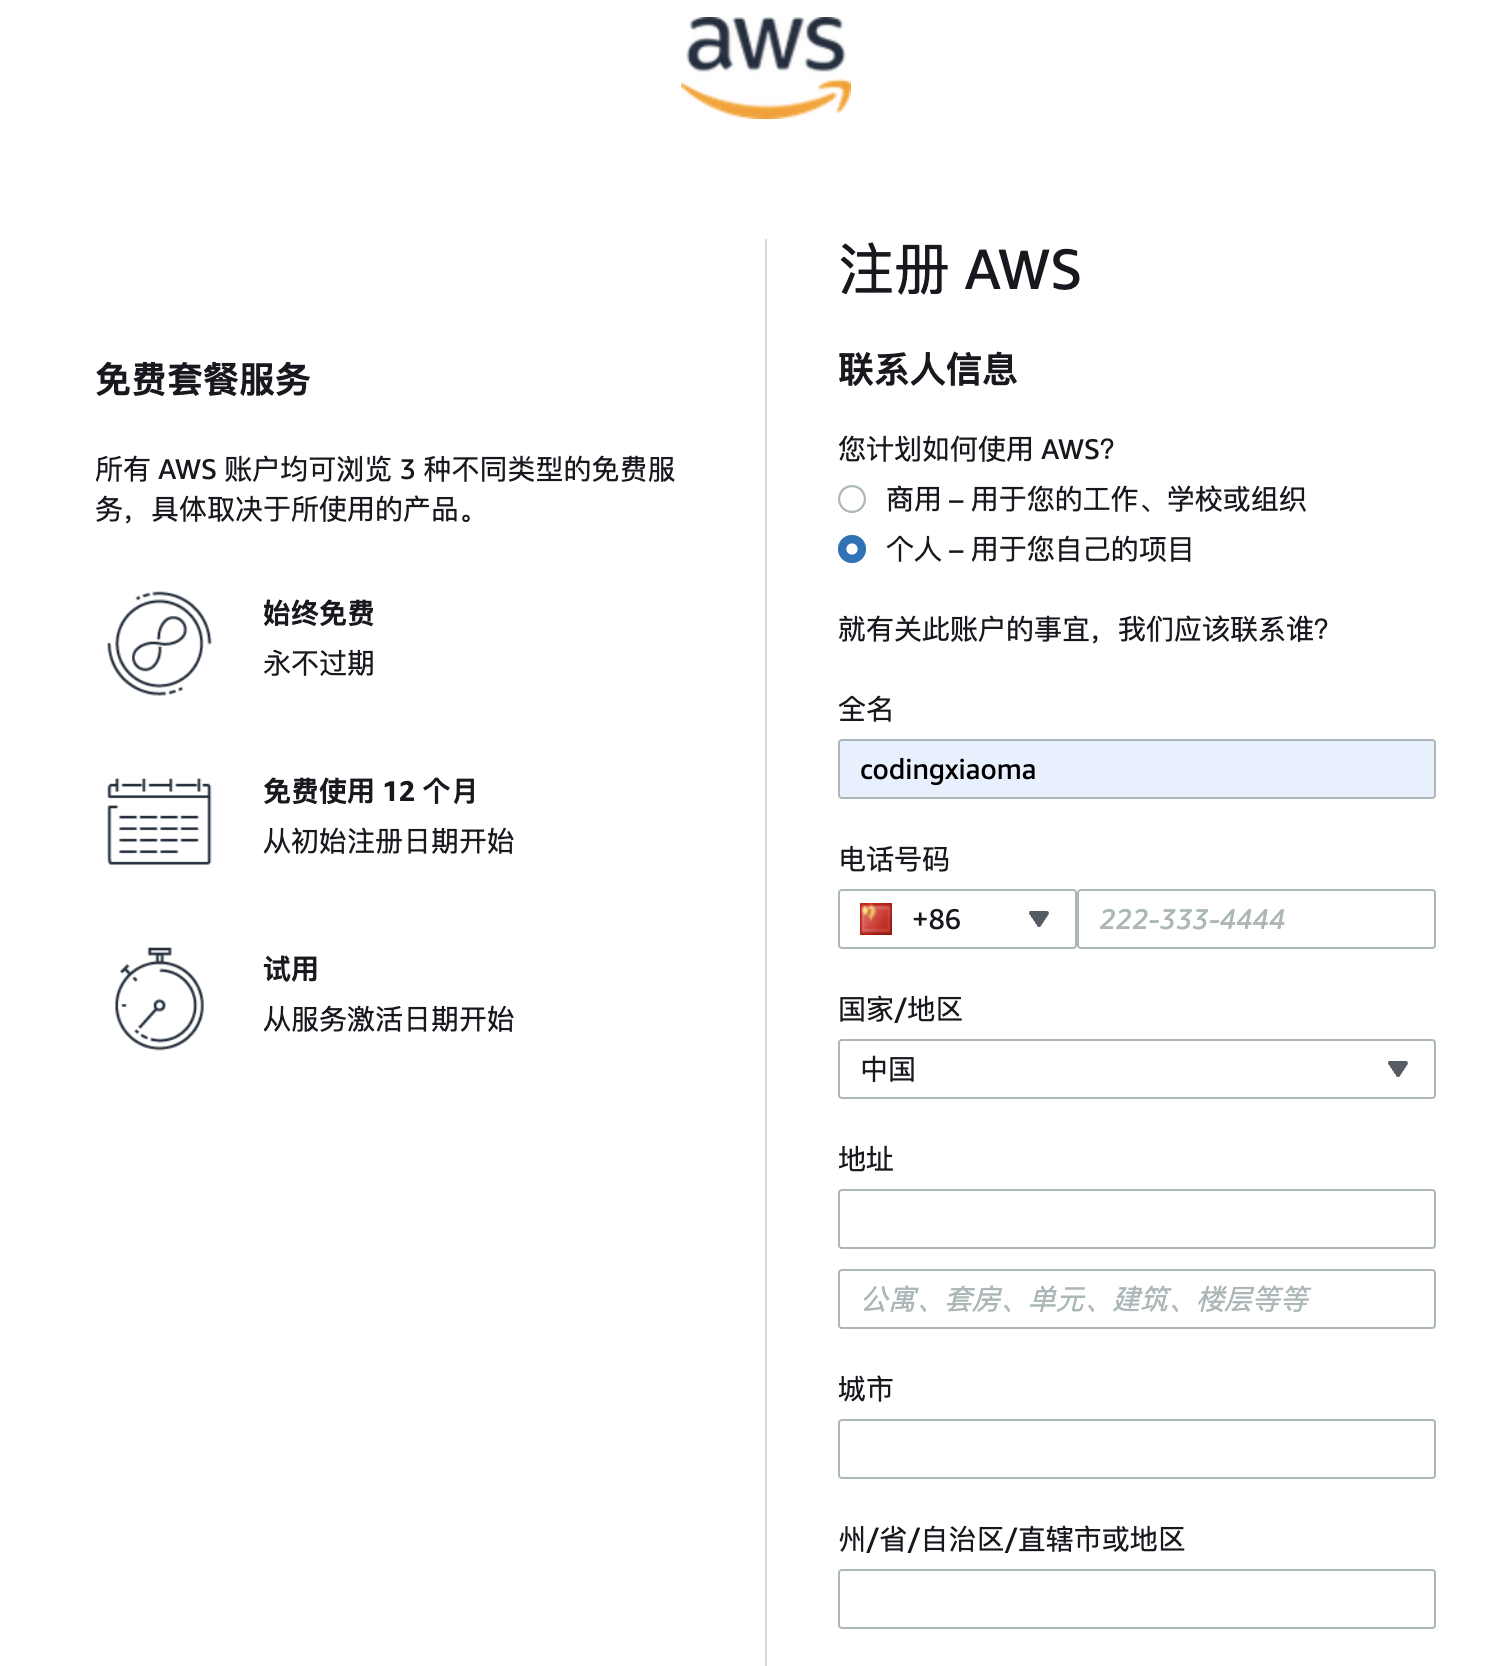 aws
免费套餐服务
所有 AWS 账户均可浏览 3 种不同类型的免费服
务，具体取决于所使用的产品。
始终免费
永不过期
免费使用 12 个月
从初始注册日期开始
试用
从服务激活日期开始
注册 AWS
联系人信息
您计划如何使用 AWS?
商用 – 用于您的工作、学校或组织
个人 – 用于您自己的项目
就有关此账户的事宜，我们应该联系谁?
全名
codingxiaoma
电话号码
+86
222-333-4444
国家/地区
中国
地址
公寓、套房、单元、建筑、楼层等等
城市
州/省/自治区/直辖市或地区